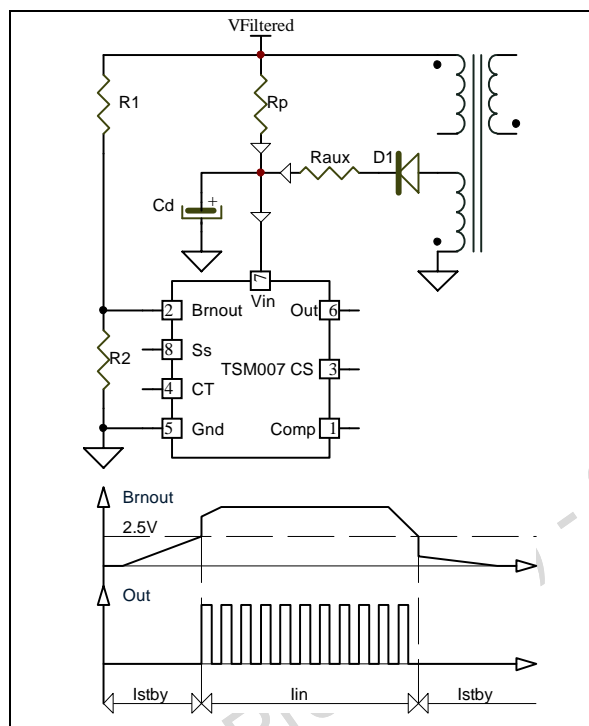 VFiltered
R1
Rp
Raux
D1
Cd
+
7
Vin
2
Brnout
Out
6
R2
8
Ss
TSM007 CS
3
4
CT
5
Gnd
Comp
1
Brnout
2.5V
Out
Istby
Iin
Istby